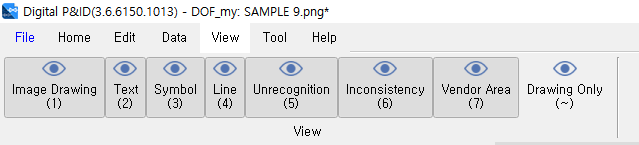 Digital P&ID(3.6.6150.1013) - DOF_my: SAMPLE 9.png*
File Home Edit Data View Tool Help
Image Drawing Text Symbol Line Unrecognition Inconsistency Vendor Area Drawing Only
(1) (2) (3) (4) (5) (6) (7) (~)
View